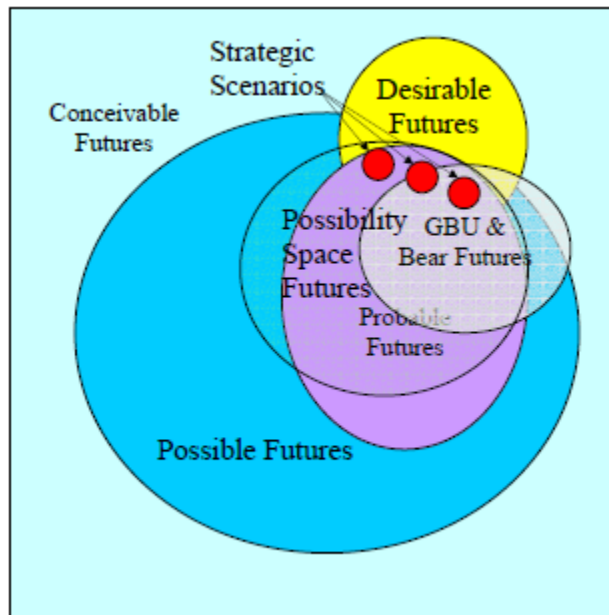 Strategic
Scenarios
Desirable
Futures
Conceivable
Futures
Possibility
Space
Futures
GBU &
Bear Futures
Probable
Futures
Possible Futures